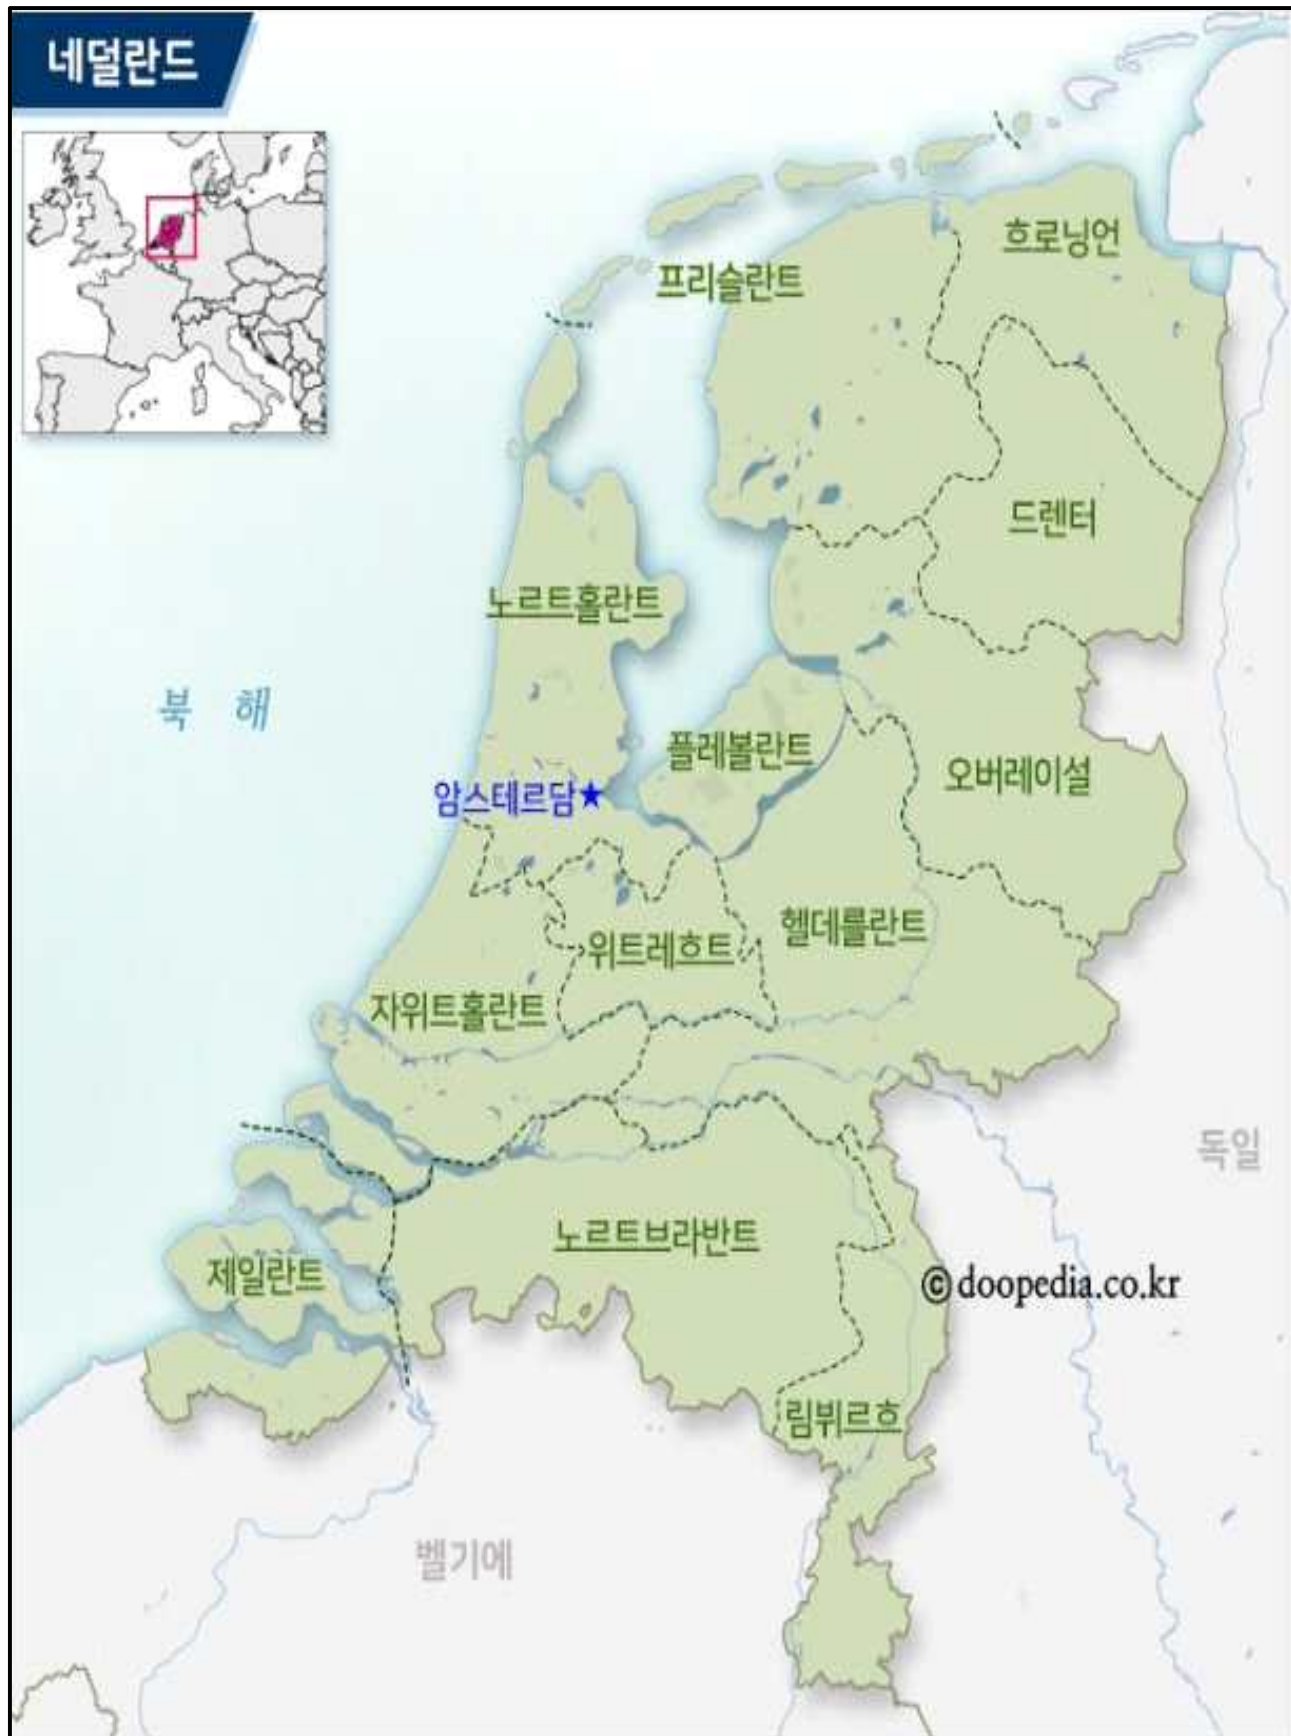 네덜란드
흐로닝언
프리슬란트
드렌터
노르트홀란트
북 해
플레볼란트
오버레이설
암스테르담★
헬데를란트
위트레흐트
자위트홀란트
독일
노르트브라반트
제일란트
©doopedia.co.kr
림뷔르흐
벨기에